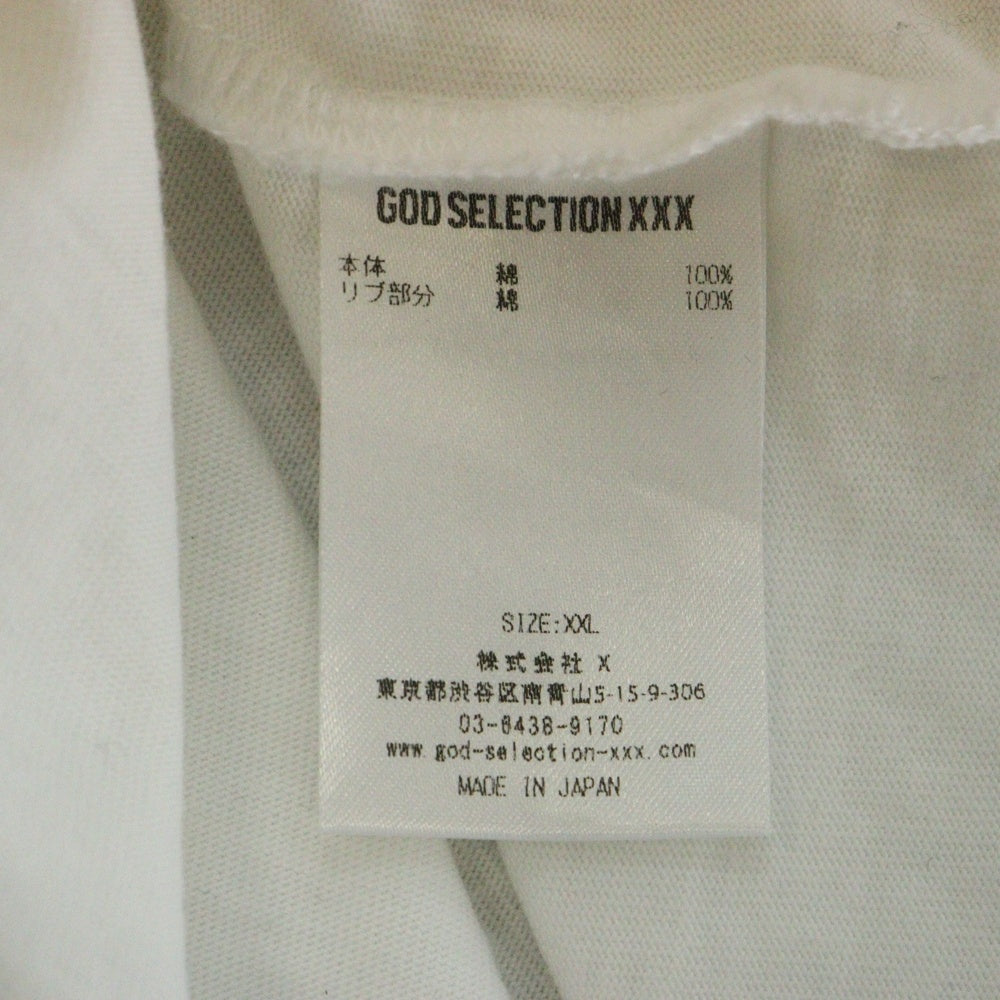 GOD SELECTION XXX
本体 綿 100%
リブ部分 綿 100%
SIZE:XXL
株式会社 X
東京都渋谷区南青山5-15-9-306
03-6438-9170
www.god-selection-xxx.com
MADE IN JAPAN